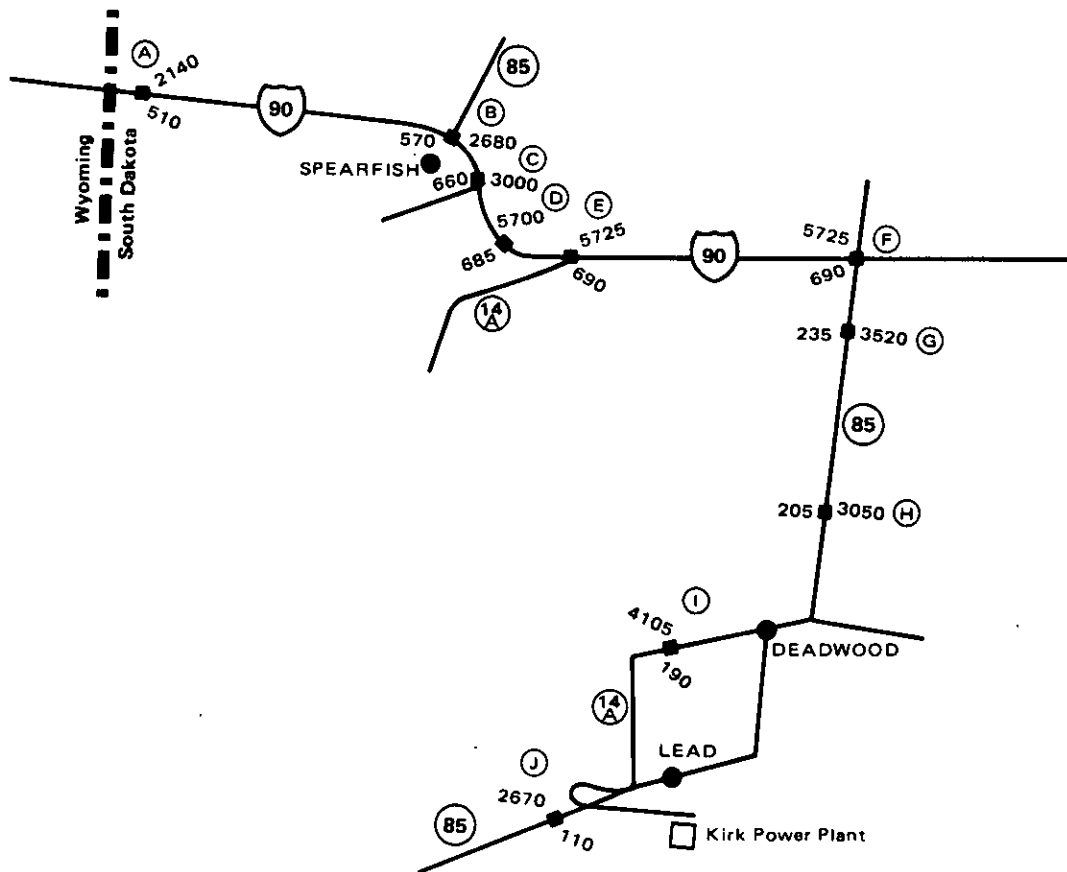 A
2140
510
90
85
B
570
2680
SPEARFISH
C
660
3000
D
5700
E
685
5725
690
Wyoming
South Dakota
14
A
90
5725
F
690
235
3520
G
85
205
3050
H
I
4105
190
DEADWOOD
14
A
LEAD
J
2670
110
85
Kirk Power Plant